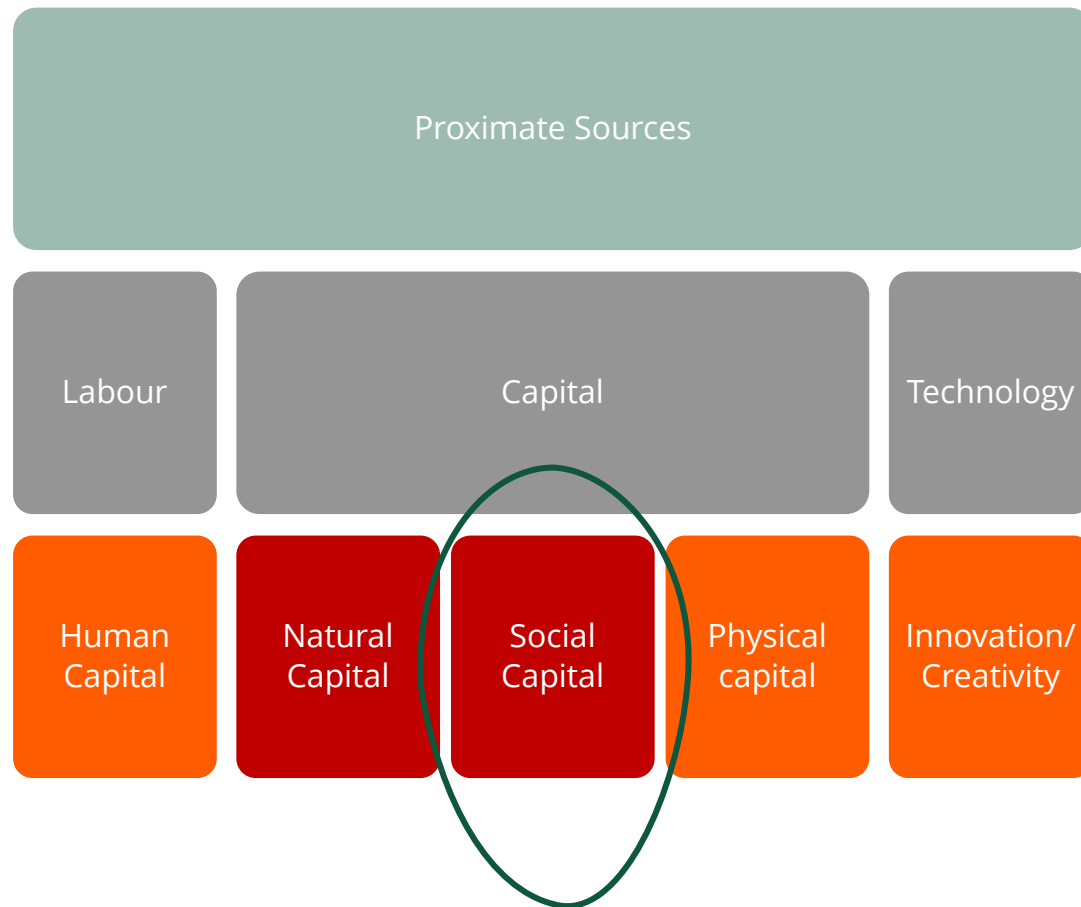 Proximate Sources
Labour
Capital
Technology
Human
Capital
Natural
Capital
Social
Capital
Physical
capital
Innovation/
Creativity